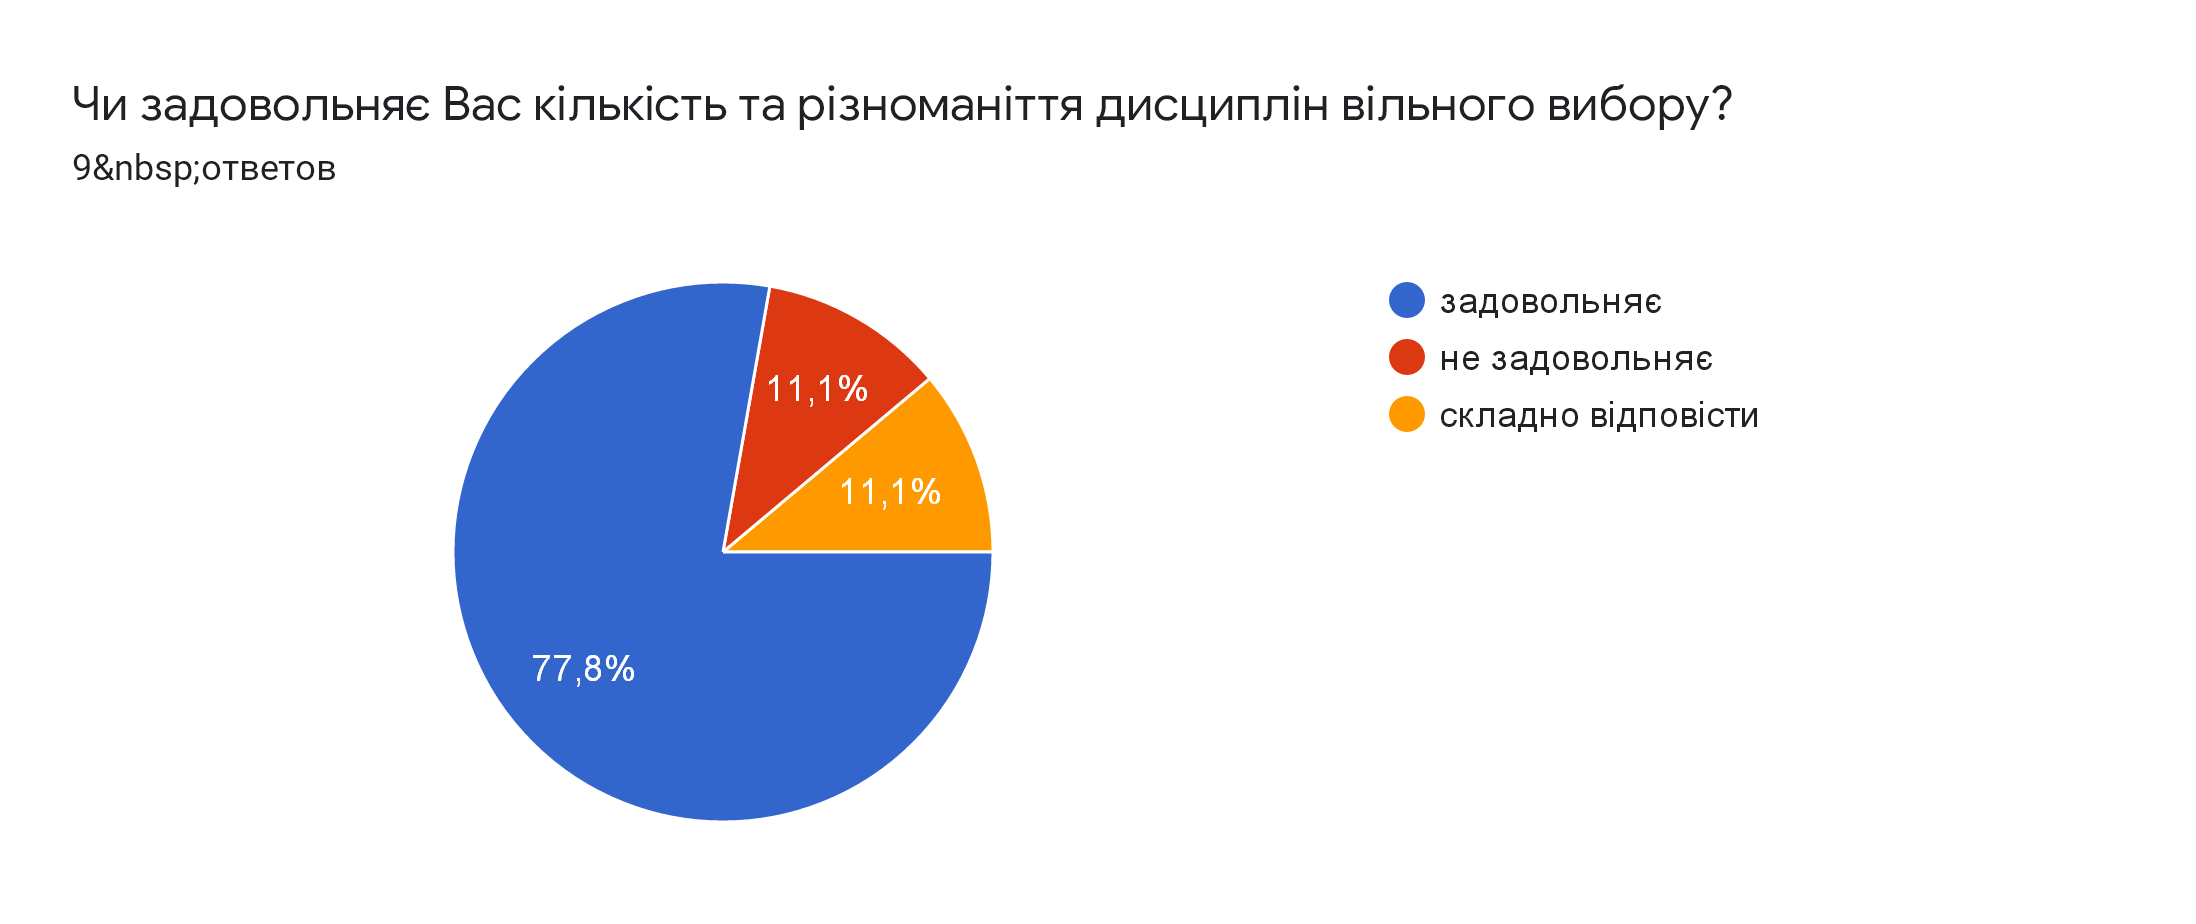 Чи задовольняє Вас кількість та різноманіття дисциплін вільного вибору?
9&nbsp;ответов
задовольняє
не задовольняє
складно відповісти
11,1%
11,1%
77,8%